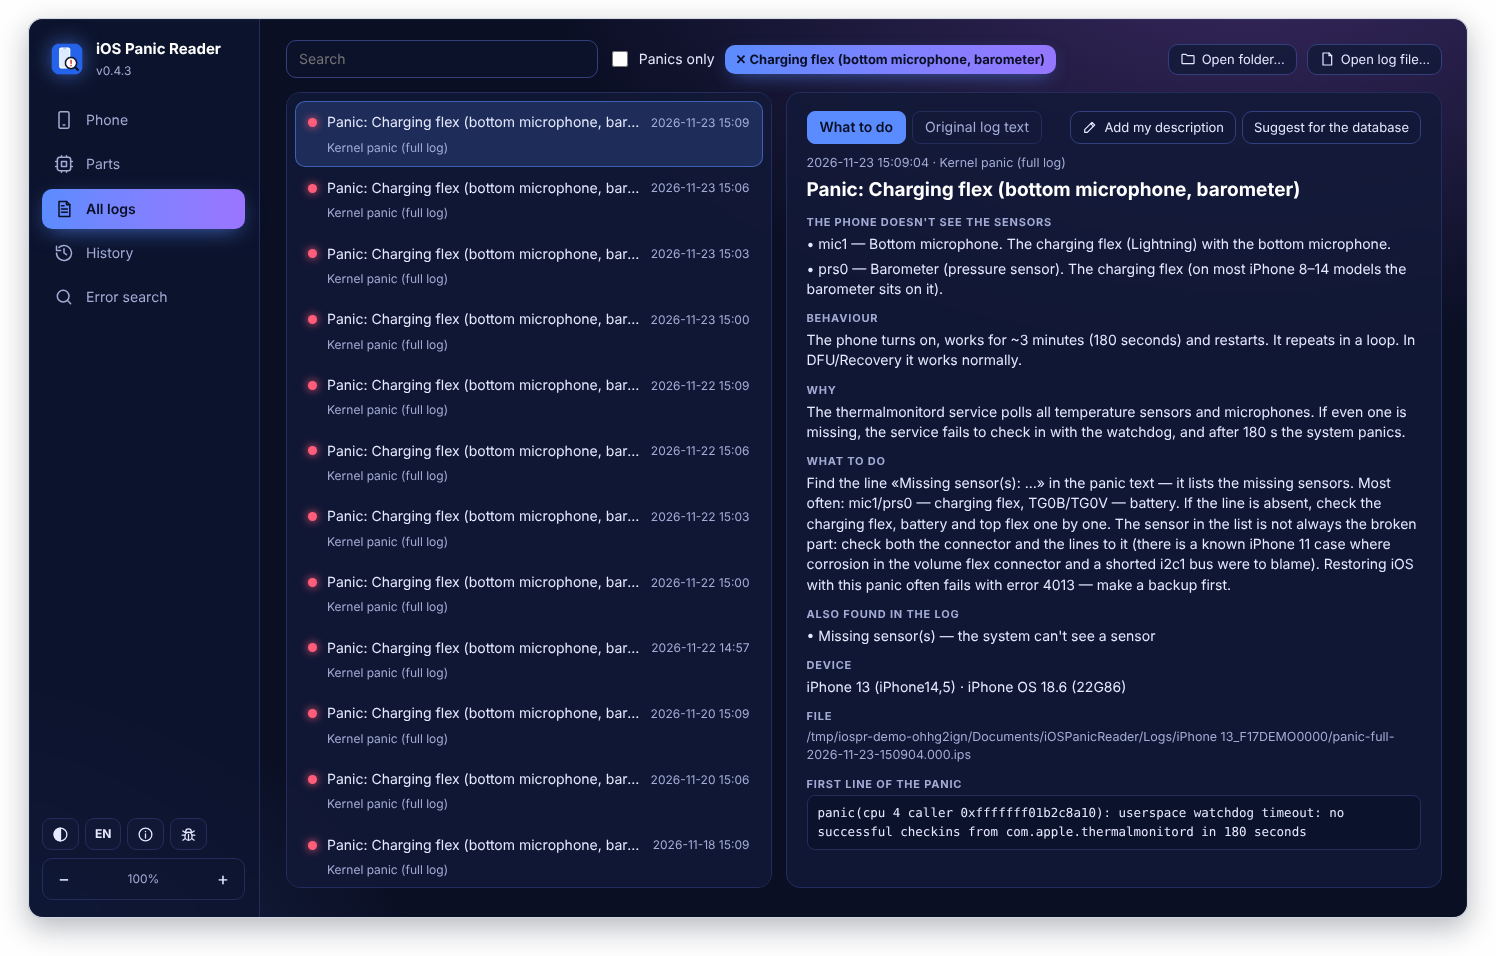 iOS Panic Reader
v0.4.3
Phone
Parts
All logs
History
Error search
EN
− 100% +
Search
Panics only
✕ Charging flex (bottom microphone, barometer)
Open folder...
Open log file...
Panic: Charging flex (bottom microphone, bar... 2026-11-23 15:09
Kernel panic (full log)
Panic: Charging flex (bottom microphone, bar... 2026-11-23 15:06
Kernel panic (full log)
Panic: Charging flex (bottom microphone, bar... 2026-11-23 15:03
Kernel panic (full log)
Panic: Charging flex (bottom microphone, bar... 2026-11-23 15:00
Kernel panic (full log)
Panic: Charging flex (bottom microphone, bar... 2026-11-22 15:09
Kernel panic (full log)
Panic: Charging flex (bottom microphone, bar... 2026-11-22 15:06
Kernel panic (full log)
Panic: Charging flex (bottom microphone, bar... 2026-11-22 15:03
Kernel panic (full log)
Panic: Charging flex (bottom microphone, bar... 2026-11-22 15:00
Kernel panic (full log)
Panic: Charging flex (bottom microphone, bar... 2026-11-22 14:57
Kernel panic (full log)
Panic: Charging flex (bottom microphone, bar... 2026-11-20 15:09
Kernel panic (full log)
Panic: Charging flex (bottom microphone, bar... 2026-11-20 15:06
Kernel panic (full log)
Panic: Charging flex (bottom microphone, bar... 2026-11-18 15:09
Kernel panic (full log)
What to do
Original log text
Add my description
Suggest for the database
2026-11-23 15:09:04 · Kernel panic (full log)
Panic: Charging flex (bottom microphone, barometer)
THE PHONE DOESN'T SEE THE SENSORS
• mic1 — Bottom microphone. The charging flex (Lightning) with the bottom microphone.
• prs0 — Barometer (pressure sensor). The charging flex (on most iPhone 8–14 models the
barometer sits on it).
BEHAVIOUR
The phone turns on, works for ~3 minutes (180 seconds) and restarts. It repeats in a loop. In
DFU/Recovery it works normally.
WHY
The thermalmonitord service polls all temperature sensors and microphones. If even one is
missing, the service fails to check in with the watchdog, and after 180 s the system panics.
WHAT TO DO
Find the line «Missing sensor(s): ...» in the panic text — it lists the missing sensors. Most
often: mic1/prs0 — charging flex, TG0B/TG0V — battery. If the line is absent, check the
charging flex, battery and top flex one by one. The sensor in the list is not always the broken
part: check both the connector and the lines to it (there is a known iPhone 11 case where
corrosion in the volume flex connector and a shorted i2c1 bus were to blame). Restoring iOS
with this panic often fails with error 4013 — make a backup first.
ALSO FOUND IN THE LOG
• Missing sensor(s) — the system can't see a sensor
DEVICE
iPhone 13 (iPhone14,5) · iPhone OS 18.6 (22G86)
FILE
/tmp/iospr-demo-ohhg2ign/Documents/iOSPanicReader/Logs/iPhone 13_F17DEMO0000/panic-full-
2026-11-23-150904.000.ips
FIRST LINE OF THE PANIC
panic(cpu 4 caller 0xfffffff01b2c8a10): userspace watchdog timeout: no
successful checkins from com.apple.thermalmonitord in 180 seconds